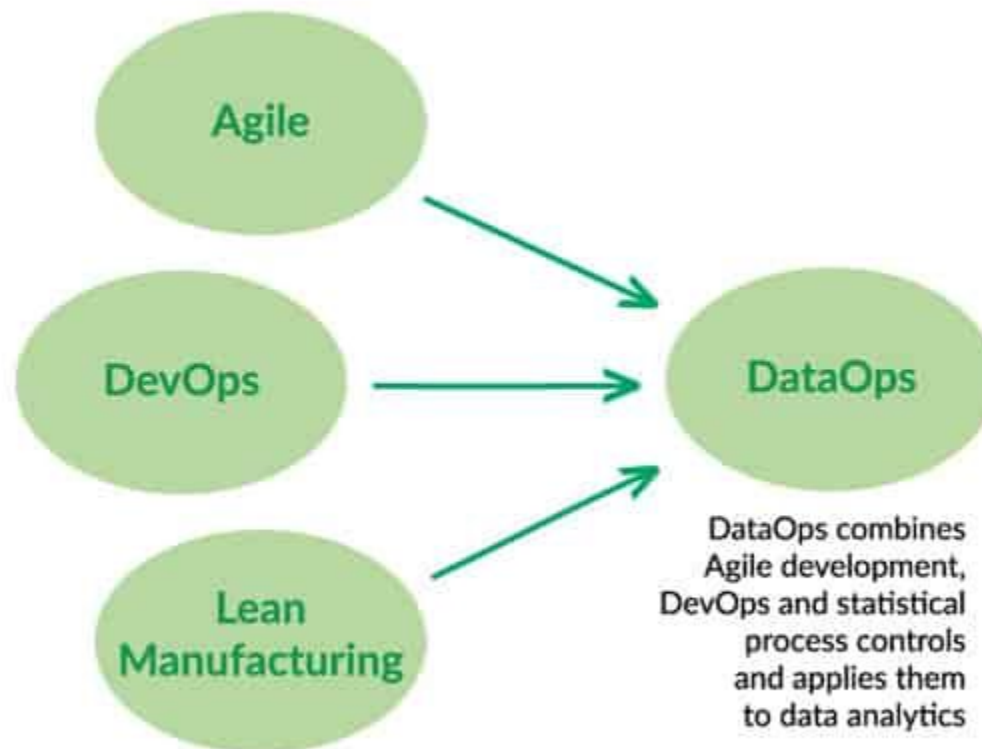 Agile
DevOps
DataOps
Lean
Manufacturing
DataOps combines
Agile development,
DevOps and statistical
process controls
and applies them
to data analytics